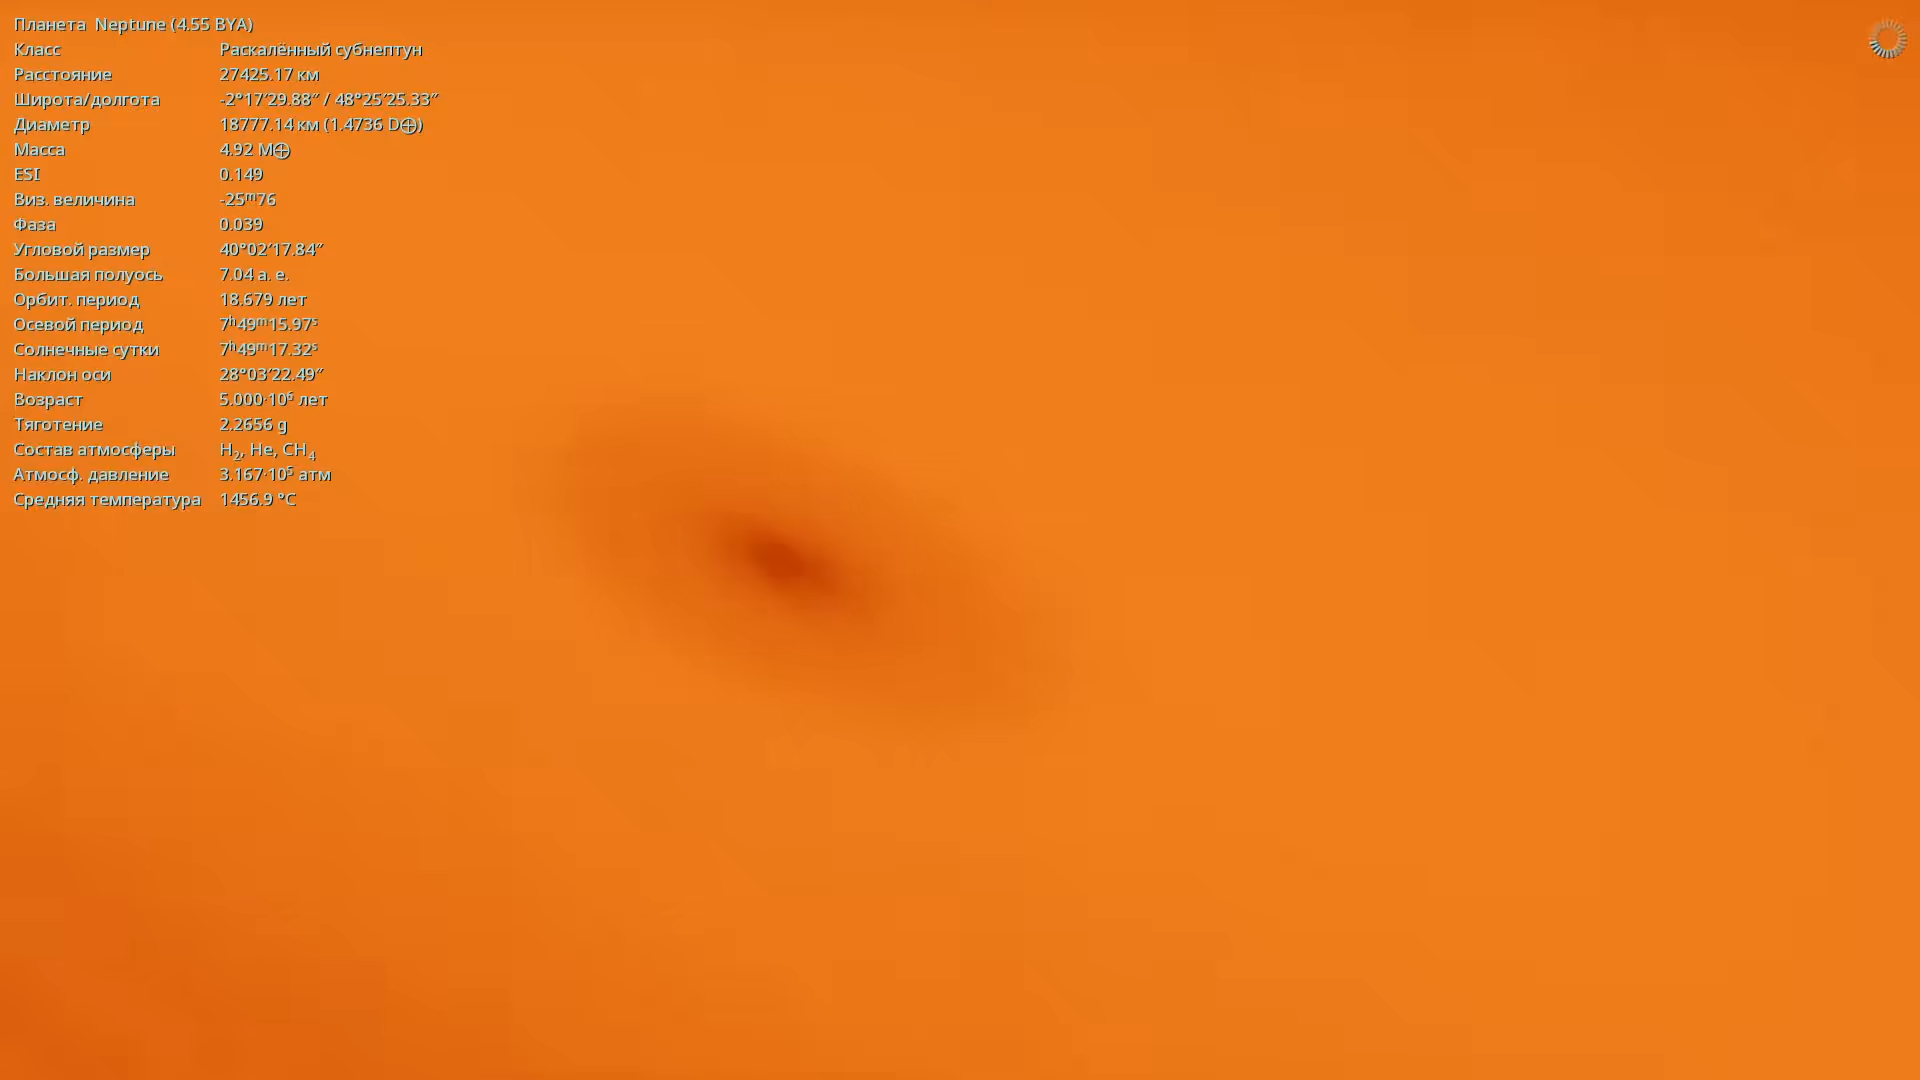 Планета Neptune (4.55 BYA)
Класс Раскалённый субнептун
Расстояние 27425.17 км
Широта/долгота -2°17′29.88″ / 48°25′25.33″
Диаметр 18777.14 км (1.4736 D⊕)
Масса 4.92 M⊕
ESI 0.149
Виз. величина -25ᵐ76
Фаза 0.039
Угловой размер 40°02′17.84″
Большая полуось 7.04 а. е.
Орбит. период 18.679 лет
Осевой период 7ʰ49ᵐ15.97ˢ
Солнечные сутки 7ʰ49ᵐ17.32ˢ
Наклон оси 28°03′22.49″
Возраст 5.000·10⁶ лет
Тяготение 2.2656 g
Состав атмосферы H₂, He, CH₄
Атмосф. давление 3.167·10⁵ атм
Средняя температура 1456.9 °C